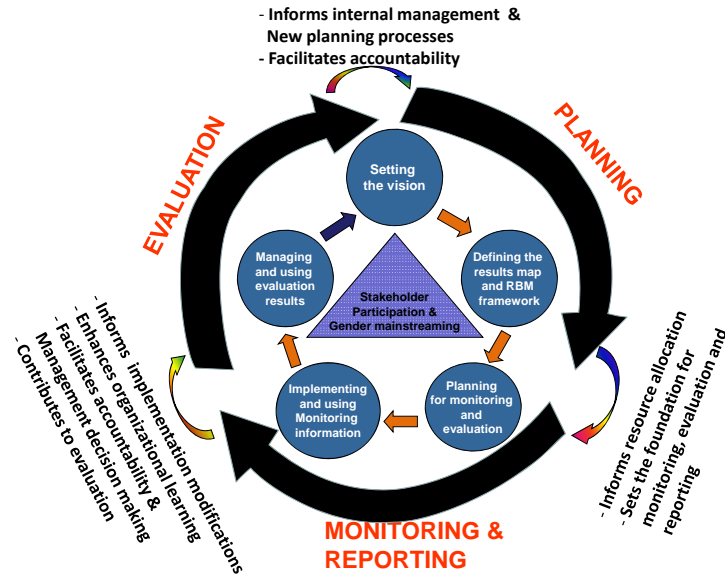 - Informs internal management &
New planning processes
- Facilitates accountability
PLANNING
EVALUATION
Setting
the vision
Defining the
results map
and RBM
framework
Planning
for monitoring
and
evaluation
Implementing
and using
Monitoring
information
Managing
and using
evaluation
results
Stakeholder
Participation &
Gender mainstreaming
- Informs resource allocation
- Sets the foundation for
monitoring, evaluation and
reporting
MONITORING &
REPORTING
- Informs implementation modifications
- Enhances organizational learning
- Facilitates accountability &
Management decision making
- Contributes to evaluation